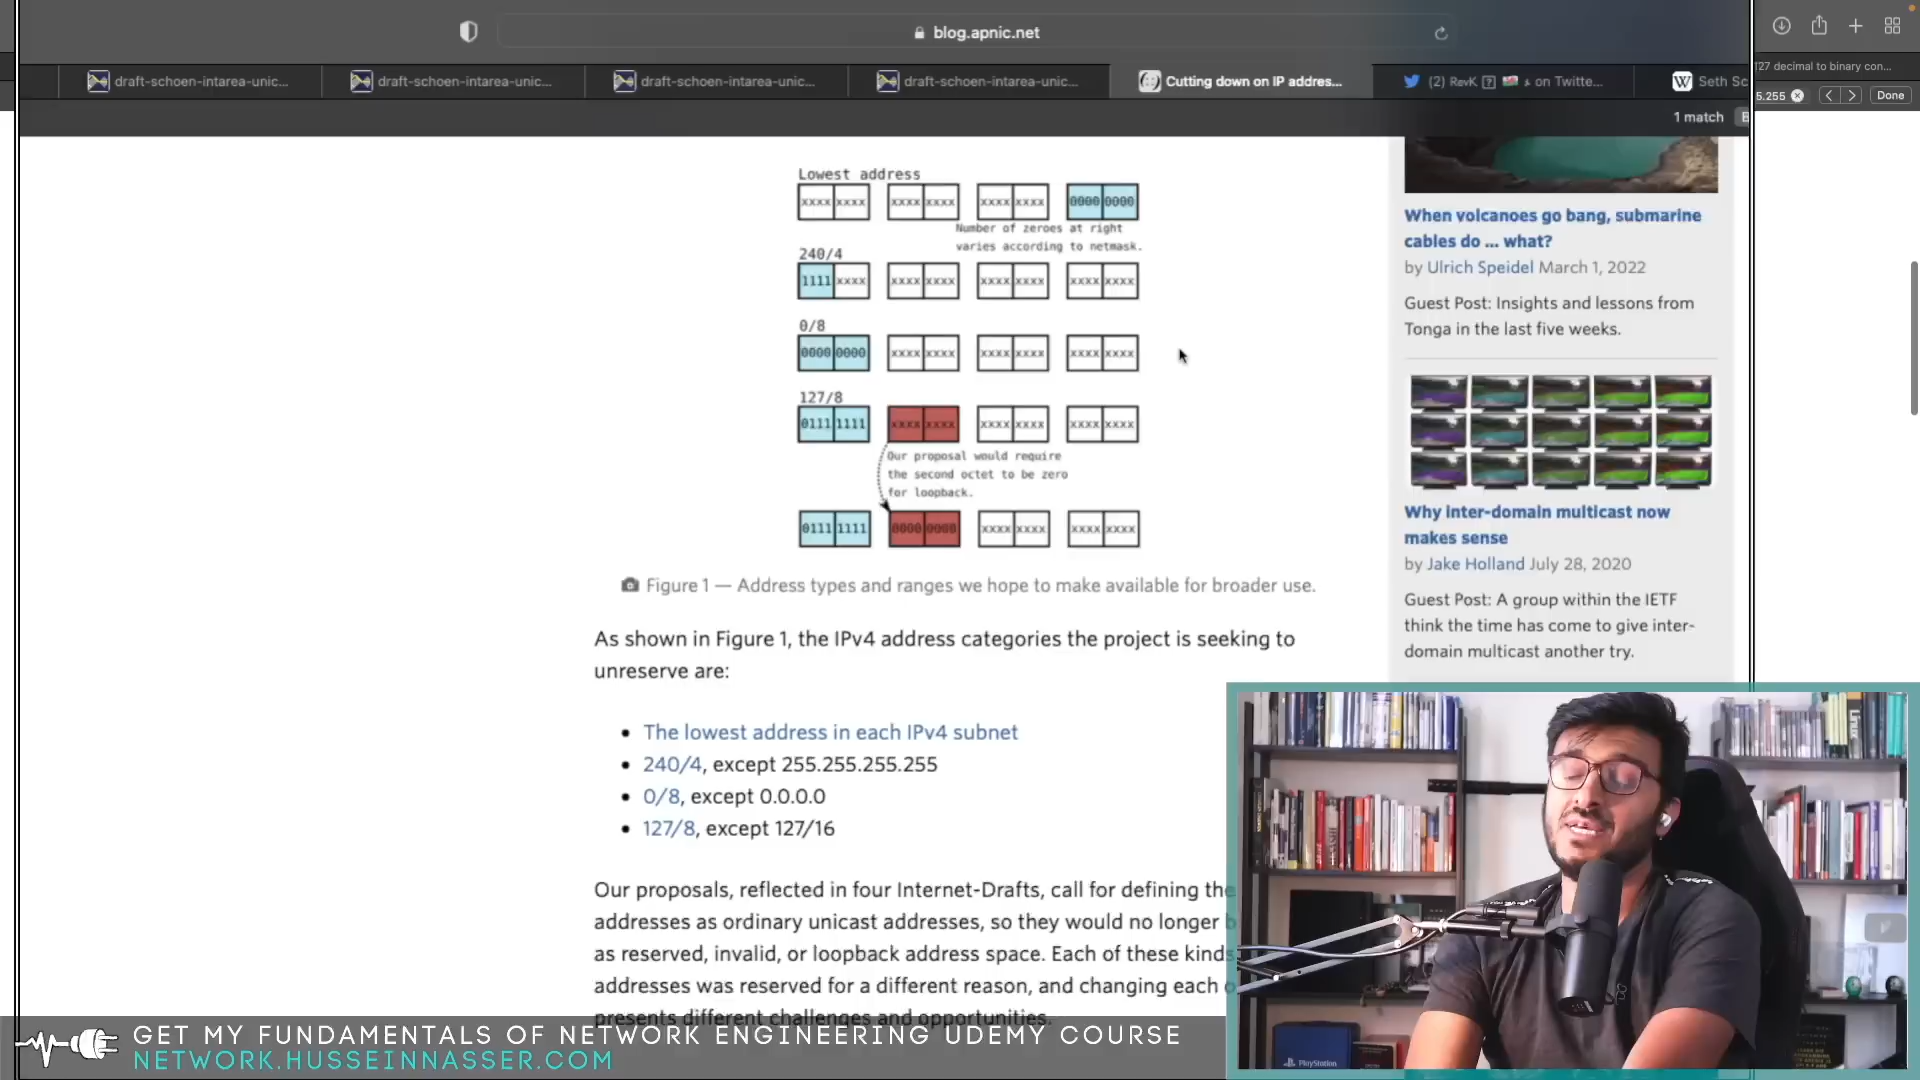 blog.apnic.net
127 decimal to binary con...
draft-schoen-intarea-unic...
draft-schoen-intarea-unic...
draft-schoen-intarea-unic...
draft-schoen-intarea-unic...
Cutting down on IP addres...
(2) RevK on Twitte...
W Seth Sc
5.255
Done
1 match
Lowest address
xxxx xxxx xxxx xxxx xxxx xxxx 0000 0000
Number of zeroes at right
varies according to netmask.
240/4
1111 xxxx xxxx xxxx xxxx xxxx xxxx xxxx
0/8
0000 0000 xxxx xxxx xxxx xxxx xxxx xxxx
127/8
0111 1111 xxxx xxxx xxxx xxxx xxxx xxxx
Our proposal would require
the second octet to be zero
for loopback.
0111 1111 0000 0000 xxxx xxxx xxxx xxxx
Figure 1 — Address types and ranges we hope to make available for broader use.
As shown in Figure 1, the IPv4 address categories the project is seeking to
unreserve are:
• The lowest address in each IPv4 subnet
• 240/4, except 255.255.255.255
• 0/8, except 0.0.0.0
• 127/8, except 127/16
Our proposals, reflected in four Internet-Drafts, call for defining the
addresses as ordinary unicast addresses, so they would no longer b
as reserved, invalid, or loopback address space. Each of these kinds
addresses was reserved for a different reason, and changing each o
presents different challenges and opportunities.
When volcanoes go bang, submarine
cables do ... what?
by Ulrich Speidel March 1, 2022
Guest Post: Insights and lessons from
Tonga in the last five weeks.
Why inter-domain multicast now
makes sense
by Jake Holland July 28, 2020
Guest Post: A group within the IETF
think the time has come to give inter-
domain multicast another try.
PlayStation
GET MY FUNDAMENTALS OF NETWORK ENGINEERING UDEMY COURSE
NETWORK.HUSSEINNASSER.COM